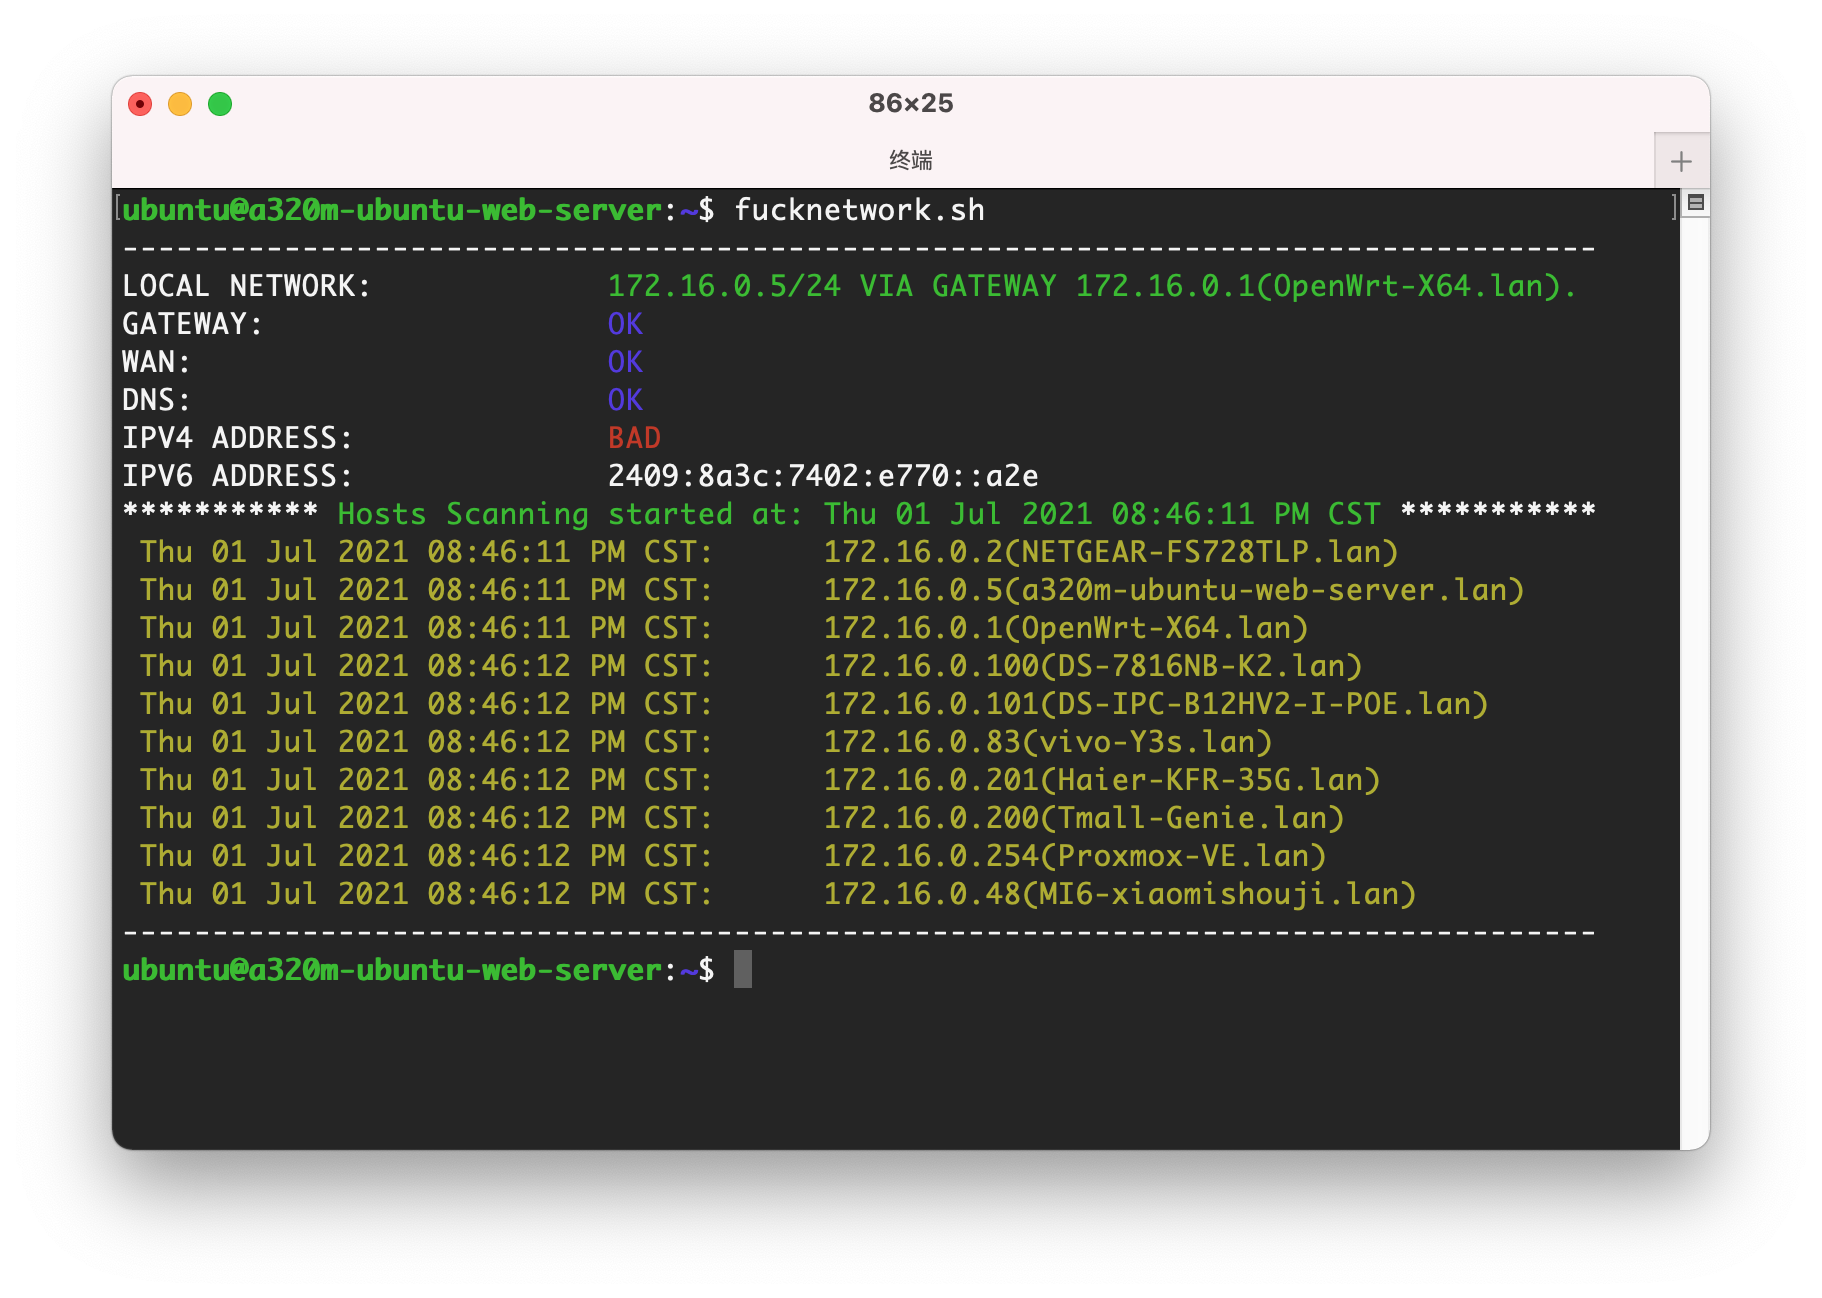 86×25
终端
ubuntu@a320m-ubuntu-web-server:~$ fucknetwork.sh
----------------------------------------------------------------------------------
LOCAL NETWORK: 172.16.0.5/24 VIA GATEWAY 172.16.0.1(OpenWrt-X64.lan).
GATEWAY: OK
WAN: OK
DNS: OK
IPV4 ADDRESS: BAD
IPV6 ADDRESS: 2409:8a3c:7402:e770::a2e
*********** Hosts Scanning started at: Thu 01 Jul 2021 08:46:11 PM CST ***********
Thu 01 Jul 2021 08:46:11 PM CST: 172.16.0.2(NETGEAR-FS728TLP.lan)
Thu 01 Jul 2021 08:46:11 PM CST: 172.16.0.5(a320m-ubuntu-web-server.lan)
Thu 01 Jul 2021 08:46:11 PM CST: 172.16.0.1(OpenWrt-X64.lan)
Thu 01 Jul 2021 08:46:12 PM CST: 172.16.0.100(DS-7816NB-K2.lan)
Thu 01 Jul 2021 08:46:12 PM CST: 172.16.0.101(DS-IPC-B12HV2-I-POE.lan)
Thu 01 Jul 2021 08:46:12 PM CST: 172.16.0.83(vivo-Y3s.lan)
Thu 01 Jul 2021 08:46:12 PM CST: 172.16.0.201(Haier-KFR-35G.lan)
Thu 01 Jul 2021 08:46:12 PM CST: 172.16.0.200(Tmall-Genie.lan)
Thu 01 Jul 2021 08:46:12 PM CST: 172.16.0.254(Proxmox-VE.lan)
Thu 01 Jul 2021 08:46:12 PM CST: 172.16.0.48(MI6-xiaomishouji.lan)
----------------------------------------------------------------------------------
ubuntu@a320m-ubuntu-web-server:~$